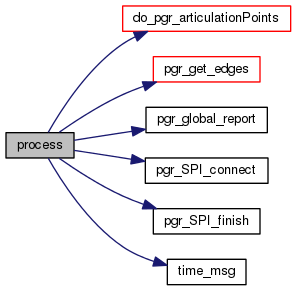 do_pgr_articulationPoints
pgr_get_edges
pgr_global_report
process
pgr_SPI_connect
pgr_SPI_finish
time_msg